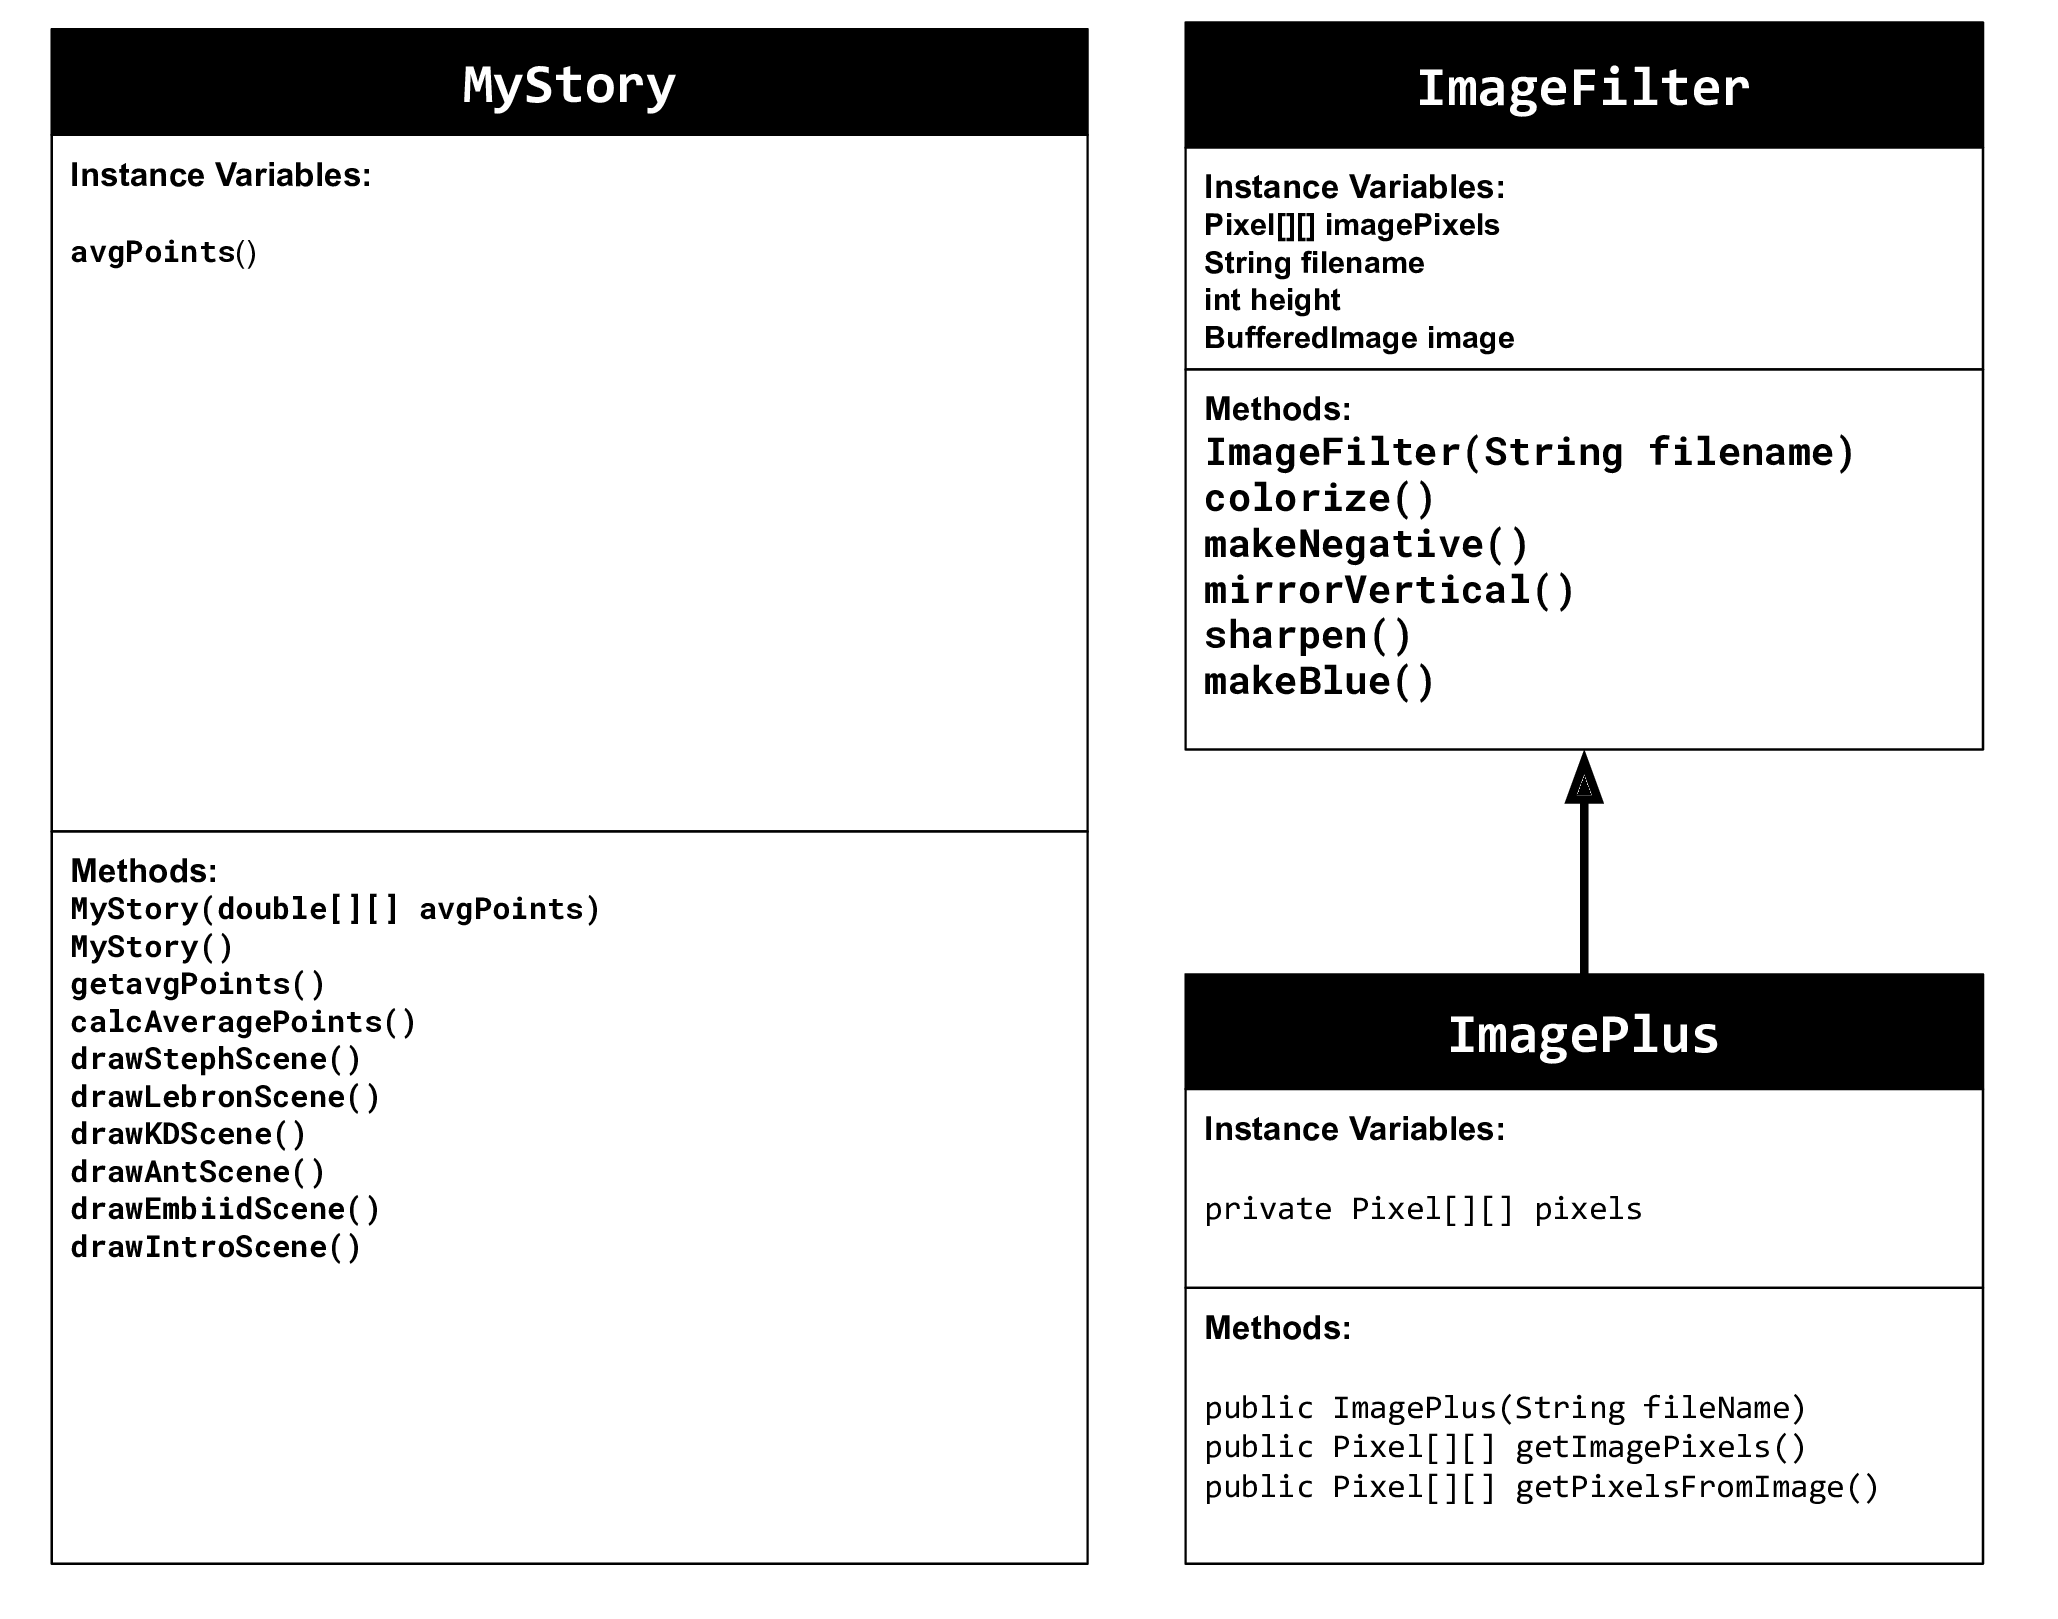 MyStory
Instance Variables:
avgPoints()
Methods:
MyStory(double[][] avgPoints)
MyStory()
getavgPoints()
calcAveragePoints()
drawStephScene()
drawLebronScene()
drawKDScene()
drawAntScene()
drawEmbiidScene()
drawIntroScene()
ImageFilter
Instance Variables:
Pixel[][] imagePixels
String filename
int height
BufferedImage image
Methods:
ImageFilter(String filename)
colorize()
makeNegative()
mirrorVertical()
sharpen()
makeBlue()
ImagePlus
Instance Variables:
private Pixel[][] pixels
Methods:
public ImagePlus(String fileName)
public Pixel[][] getImagePixels()
public Pixel[][] getPixelsFromImage()